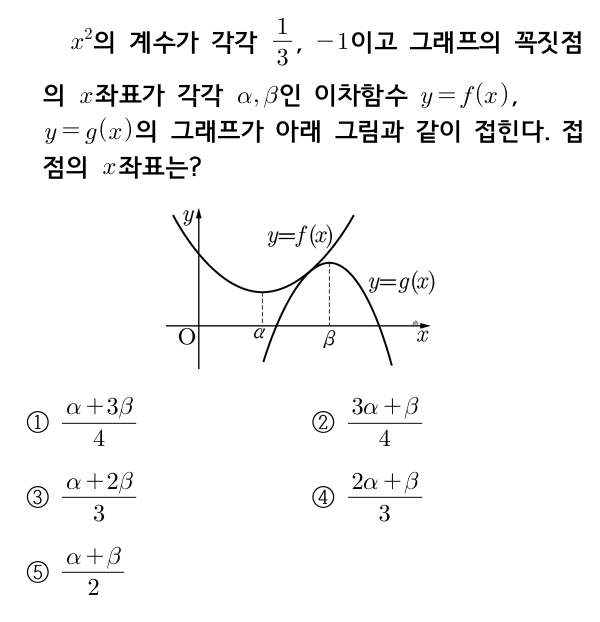 x²의 계수가 각각 1/3, -1이고 그래프의 꼭짓점
의 x좌표가 각각 α, β인 이차함수 y=f(x),
y=g(x)의 그래프가 아래 그림과 같이 접힌다. 접
점의 x좌표는?
y
y=f(x)
y=g(x)
O α β x
① (α+3β)/4 ② (3α+β)/4
③ (α+2β)/3 ④ (2α+β)/3
⑤ (α+β)/2